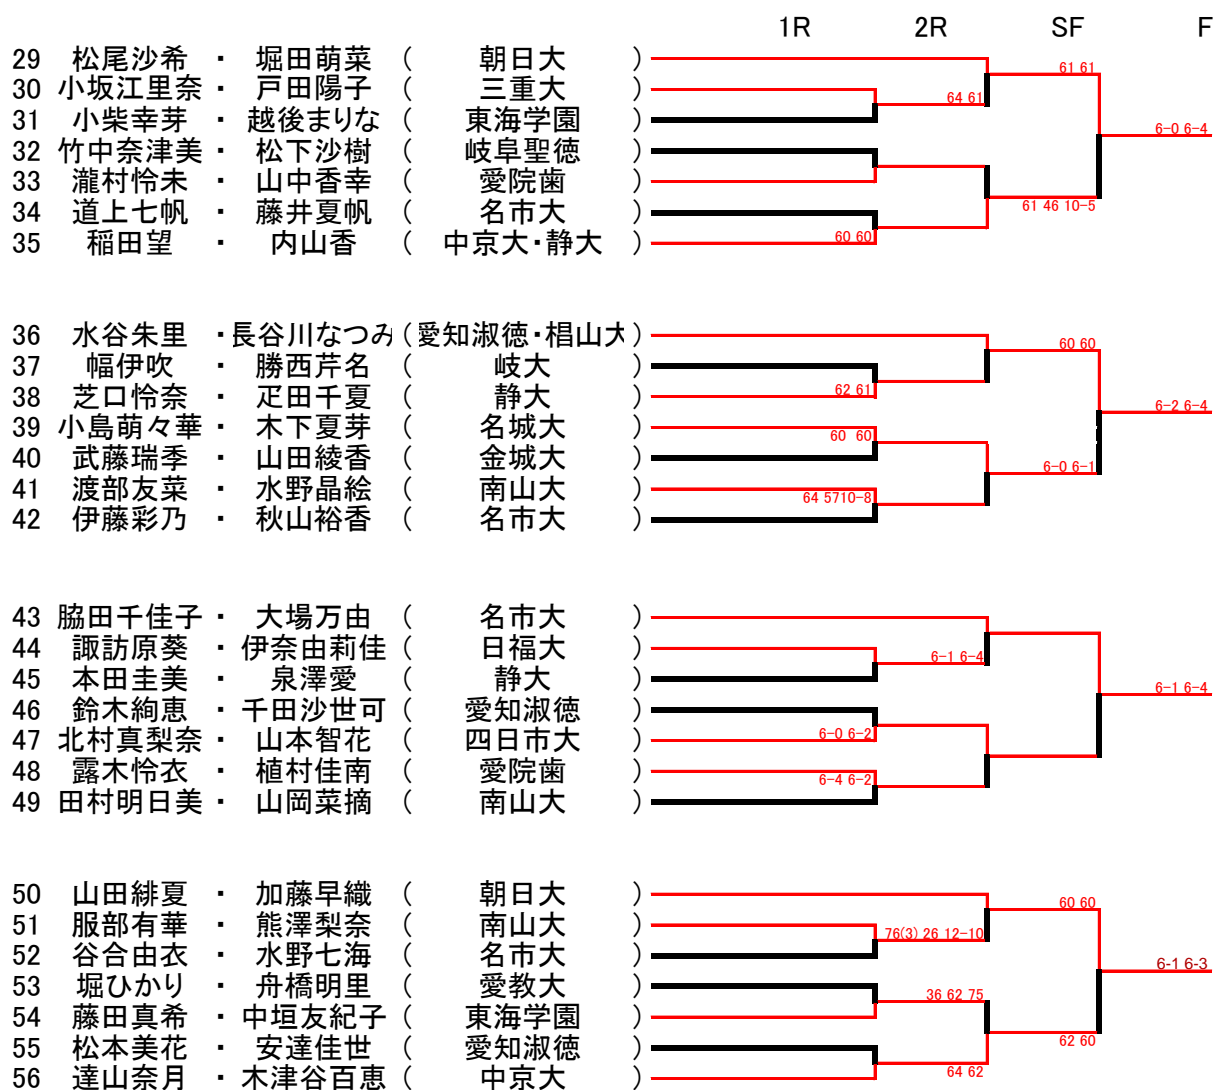 1R 2R SF F
29 松尾沙希 ・ 堀田萌菜 ( 朝日大 )
61 61
30 小坂江里奈 ・ 戸田陽子 ( 三重大 )
64 61
31 小柴幸芽 ・ 越後まりな ( 東海学園 )
6-0 6-4
32 竹中奈津美 ・ 松下沙樹 ( 岐阜聖徳 )
33 瀧村怜未 ・ 山中香幸 ( 愛院歯 )
34 道上七帆 ・ 藤井夏帆 ( 名市大 )
61 46 10-5
35 稲田望 ・ 内山香 ( 中京大・静大 )
60 60
36 水谷朱里 ・ 長谷川なつみ ( 愛知淑徳・椙山大 )
60 60
37 幅伊吹 ・ 勝西芹名 ( 岐大 )
38 芝口怜奈 ・ 疋田千夏 ( 静大 )
62 61
6-2 6-4
39 小島萌々華 ・ 木下夏芽 ( 名城大 )
60 60
40 武藤瑞季 ・ 山田綾香 ( 金城大 )
6-0 6-1
41 渡部友菜 ・ 水野晶絵 ( 南山大 )
64 5710-8
42 伊藤彩乃 ・ 秋山裕香 ( 名市大 )
43 脇田千佳子 ・ 大場万由 ( 名市大 )
44 諏訪原葵 ・ 伊奈由莉佳 ( 日福大 )
6-1 6-4
45 本田圭美 ・ 泉澤愛 ( 静大 )
6-1 6-4
46 鈴木絢恵 ・ 千田沙世可 ( 愛知淑徳 )
47 北村真梨奈 ・ 山本智花 ( 四日市大 )
6-0 6-2
48 露木怜衣 ・ 植村佳南 ( 愛院歯 )
6-4 6-2
49 田村明日美 ・ 山岡菜摘 ( 南山大 )
50 山田緋夏 ・ 加藤早織 ( 朝日大 )
60 60
51 服部有華 ・ 熊澤梨奈 ( 南山大 )
76(3) 26 12-10
52 谷合由衣 ・ 水野七海 ( 名市大 )
6-1 6-3
53 堀ひかり ・ 舟橋明里 ( 愛教大 )
36 62 75
54 藤田真希 ・ 中垣友紀子 ( 東海学園 )
62 60
55 松本美花 ・ 安達佳世 ( 愛知淑徳 )
64 62
56 達山奈月 ・ 木津谷百恵 ( 中京大 )